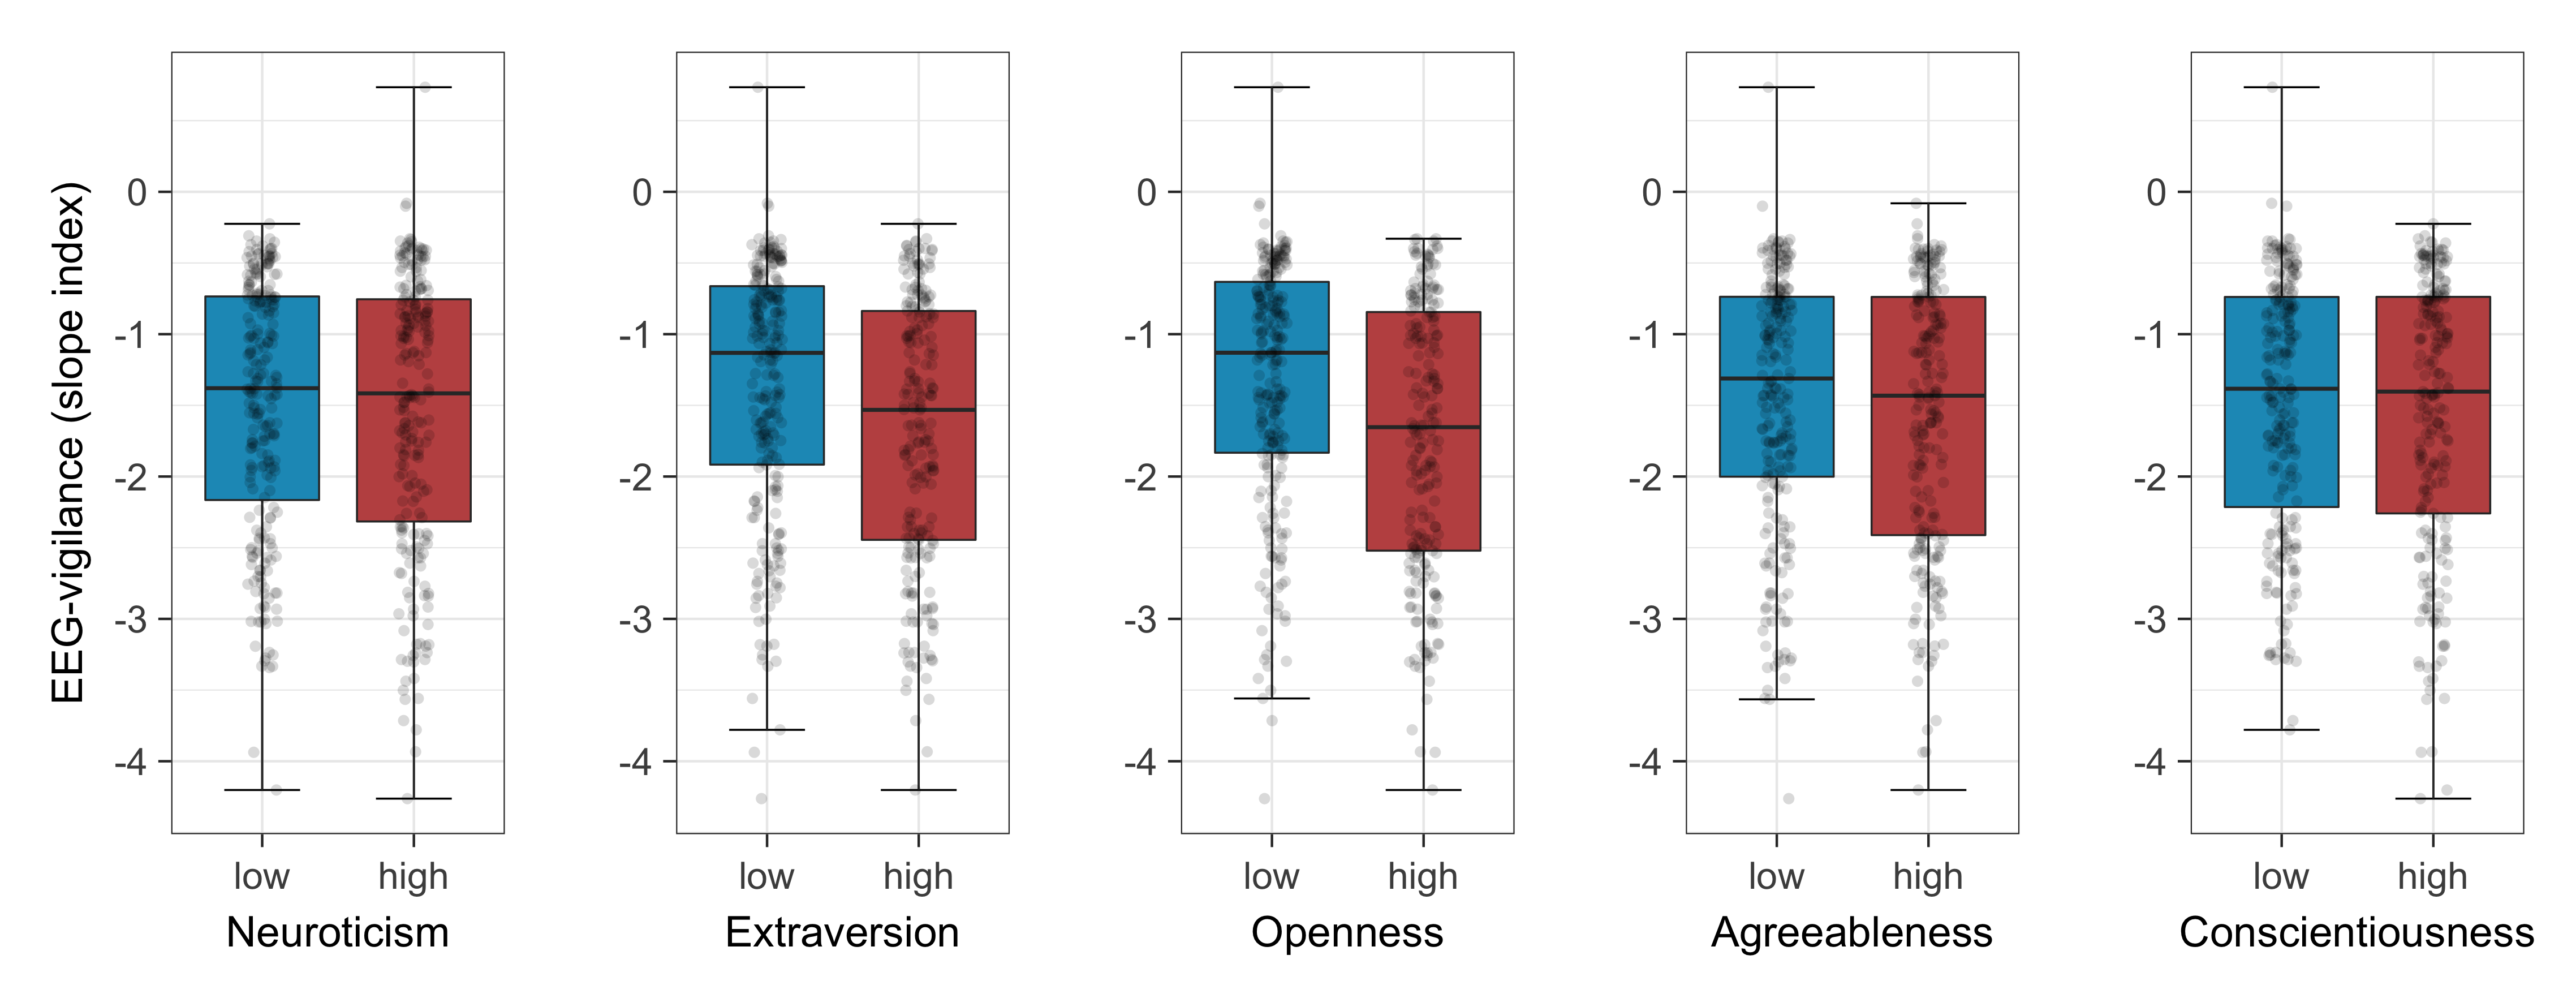 EEG-vigilance (slope index)
0
-1
-2
-3
-4
low high
Neuroticism
0
-1
-2
-3
-4
low high
Extraversion
0
-1
-2
-3
-4
low high
Openness
0
-1
-2
-3
-4
low high
Agreeableness
0
-1
-2
-3
-4
low high
Conscientiousness